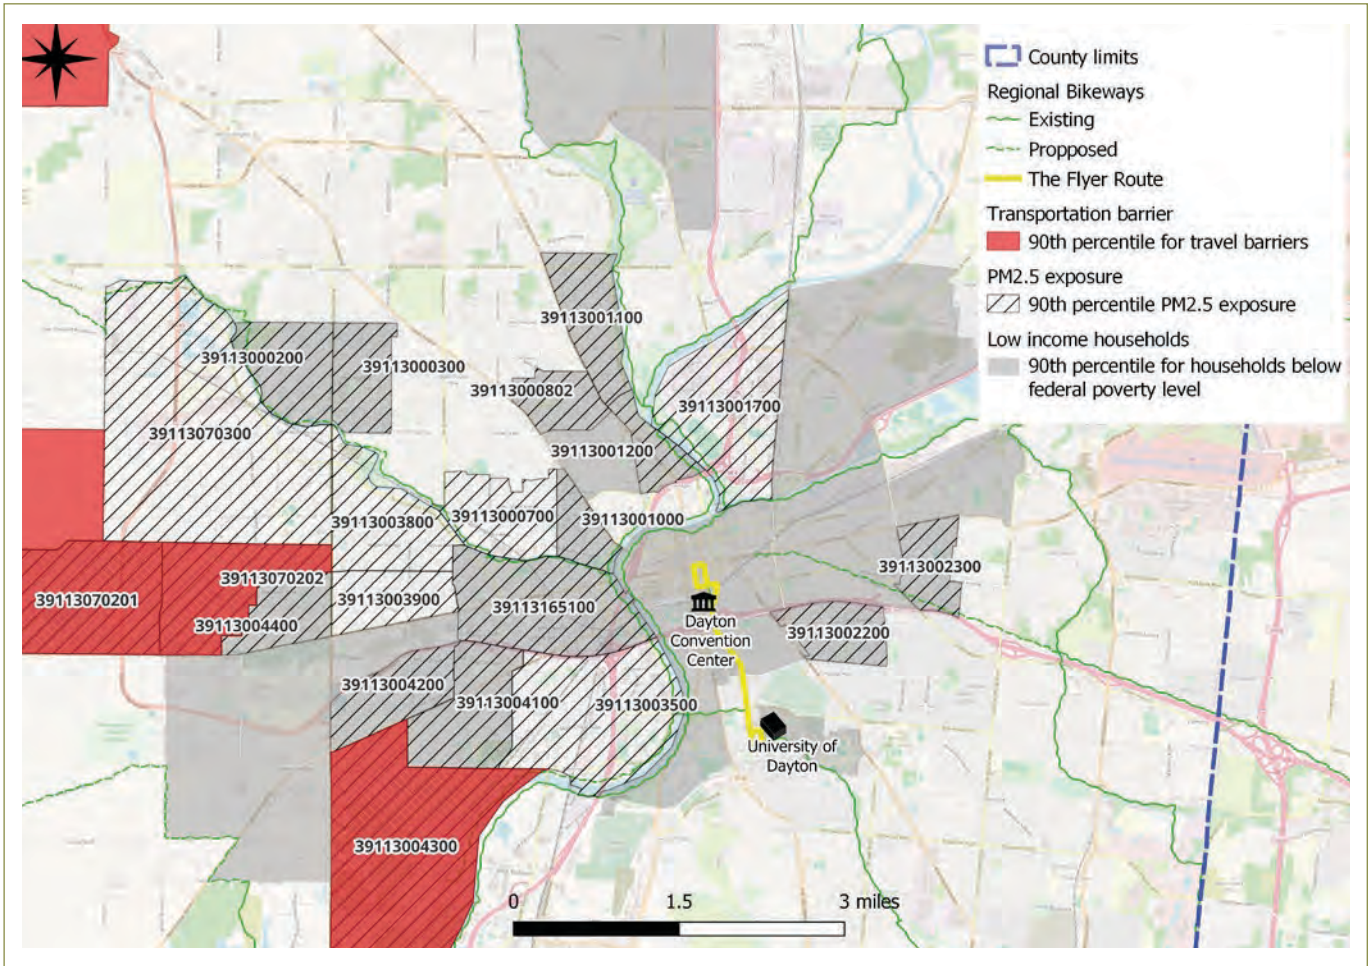 County limits
Regional Bikeways
Existing
Propposed
The Flyer Route
Transportation barrier
90th percentile for travel barriers
PM2.5 exposure
90th percentile PM2.5 exposure
Low income households
90th percentile for households below
federal poverty level
39113001100
39113000200
39113000300
39113000802
39113001700
39113070300
39113001200
39113003800
39113000700
39113001000
39113002300
39113070202
39113070201
39113003900
39113165100
39113004400
Dayton
Convention
Center
39113002200
39113004200
39113004100
39113003500
University of
Dayton
39113004300
0
1.5
3 miles